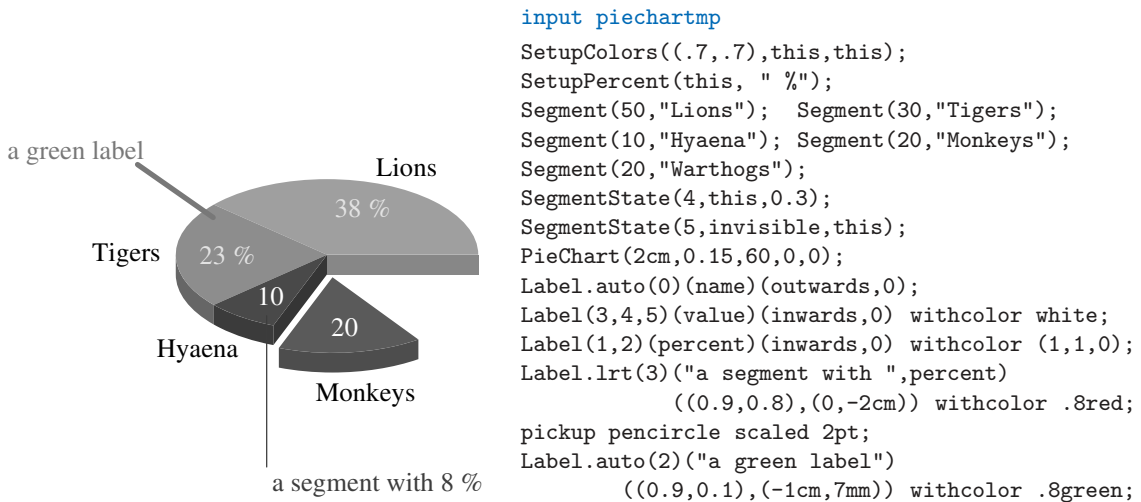 a green label
Lions
38 %
Tigers
23 %
10
20
Hyaena
Monkeys
a segment with 8 %
input piechartmp
SetupColors((.7,.7),this,this);
SetupPercent(this, " %");
Segment(50,"Lions");  Segment(30,"Tigers");
Segment(10,"Hyaena"); Segment(20,"Monkeys");
Segment(20,"Warthogs");
SegmentState(4,this,0.3);
SegmentState(5,invisible,this);
PieChart(2cm,0.15,60,0,0);
Label.auto(0)(name)(outwards,0);
Label(3,4,5)(value)(inwards,0) withcolor white;
Label(1,2)(percent)(inwards,0) withcolor (1,1,0);
Label.lrt(3)("a segment with ",percent)
((0.9,0.8),(0,-2cm)) withcolor .8red;
pickup pencircle scaled 2pt;
Label.auto(2)("a green label")
((0.9,0.1),(-1cm,7mm)) withcolor .8green;